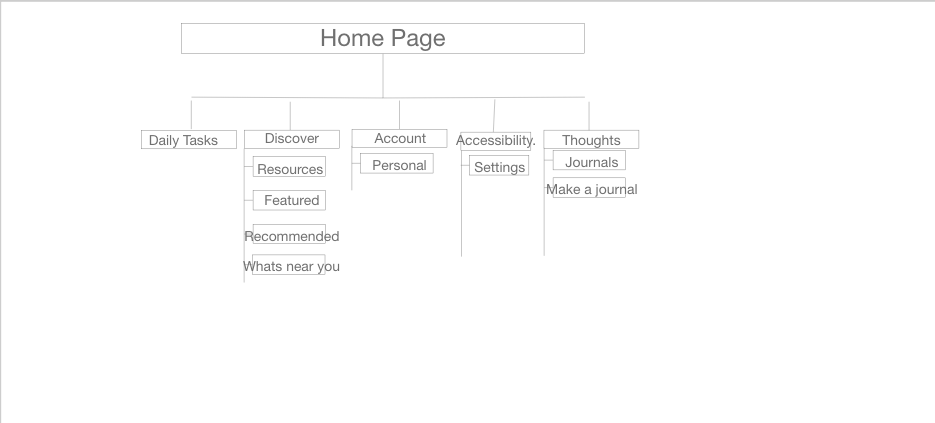 Home Page
Daily Tasks
Discover
Account
Accessibility.
Thoughts
Resources
Featured
Recommended
Whats near you
Personal
Settings
Journals
Make a journal